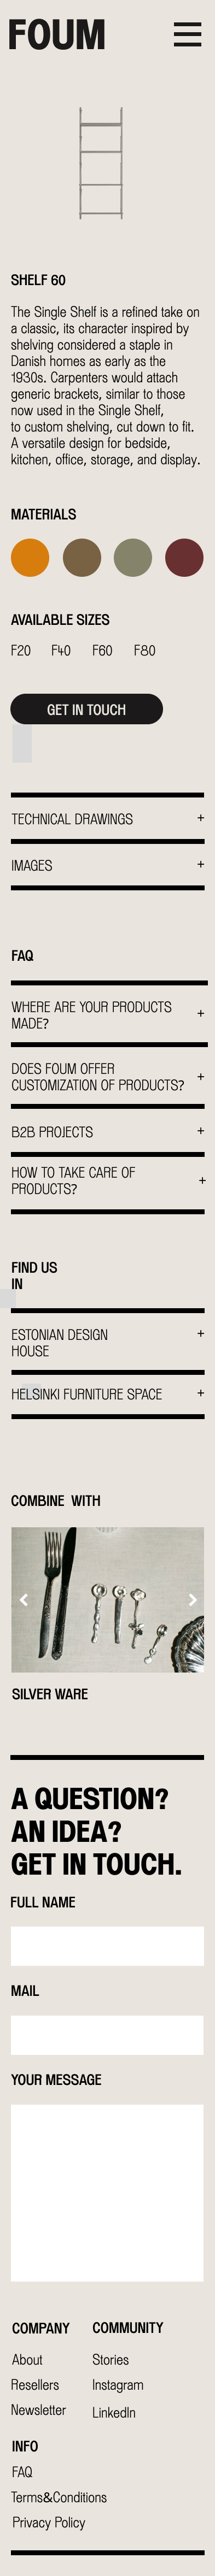 FOUM
SHELF 60
The Single Shelf is a refined take on
a classic, its character inspired by
shelving considered a staple in
Danish homes as early as the
1930s. Carpenters would attach
generic brackets, similar to those
now used in the Single Shelf,
to custom shelving, cut down to fit.
A versatile design for bedside,
kitchen, office, storage, and display.
MATERIALS
AVAILABLE SIZES
F20 F40 F60 F80
GET IN TOUCH
TECHNICAL DRAWINGS +
IMAGES +
FAQ
WHERE ARE YOUR PRODUCTS +
MADE?
DOES FOUM OFFER +
CUSTOMIZATION OF PRODUCTS?
B2B PROJECTS +
HOW TO TAKE CARE OF +
PRODUCTS?
FIND US
IN
ESTONIAN DESIGN +
HOUSE
HELSINKI FURNITURE SPACE +
COMBINE WITH
SILVER WARE
A QUESTION?
AN IDEA?
GET IN TOUCH.
FULL NAME
MAIL
YOUR MESSAGE
COMPANY
About
Resellers
Newsletter
COMMUNITY
Stories
Instagram
LinkedIn
INFO
FAQ
Terms&Conditions
Privacy Policy